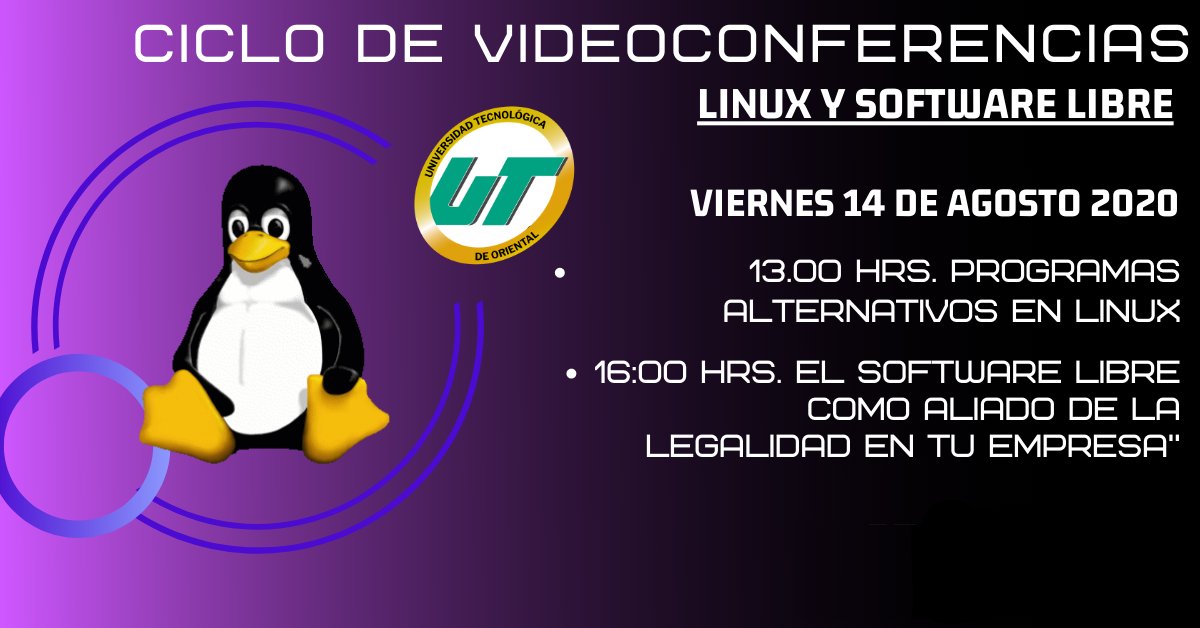 CICLO DE VIDEOCONFERENCIAS
LINUX Y SOFTWARE LIBRE
UNIVERSIDAD TECNOLÓGICA
UT
DE ORIENTAL
VIERNES 14 DE AGOSTO 2020
• 13.00 HRS. PROGRAMAS
ALTERNATIVOS EN LINUX
• 16:00 HRS. EL SOFTWARE LIBRE
COMO ALIADO DE LA
LEGALIDAD EN TU EMPRESA"